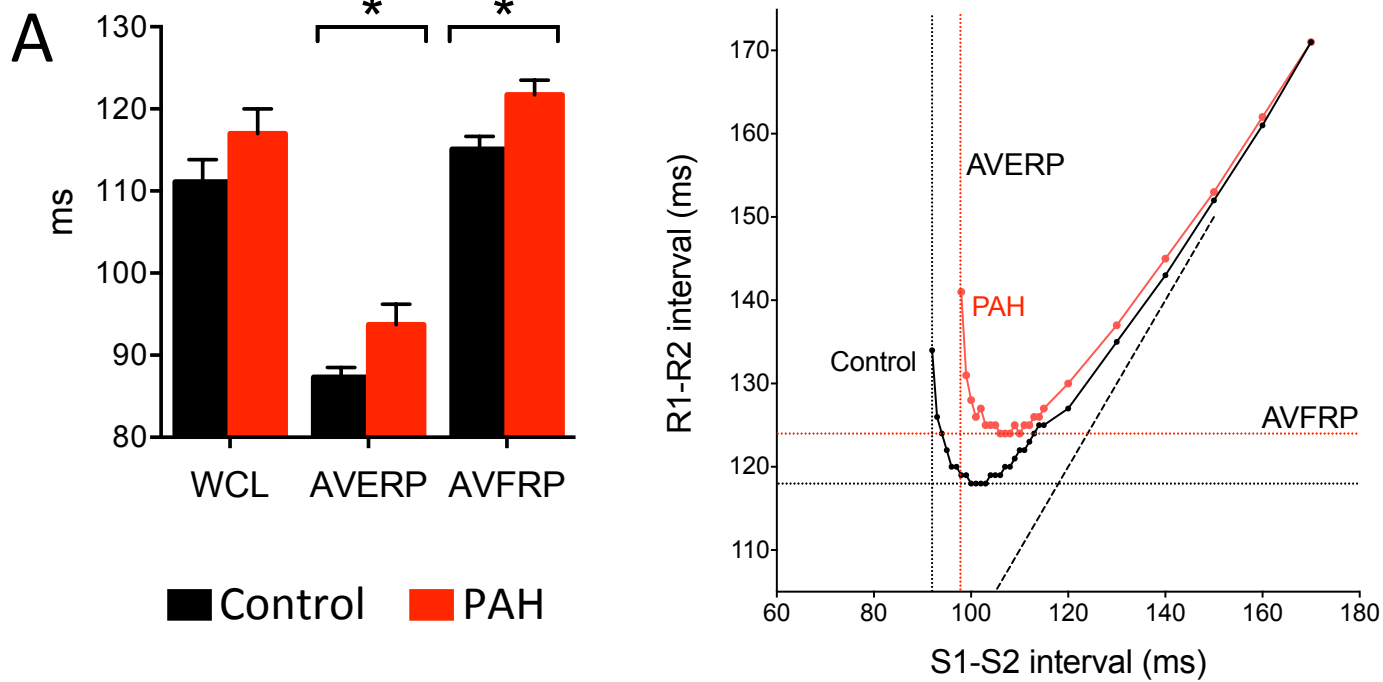 A
130
120
110
100
90
80
ms
*
*
WCL AVERP AVFRP
Control PAH
170
160
150
140
130
120
110
R1-R2 interval (ms)
AVERP
PAH
Control
AVFRP
60 80 100 120 140 160 180
S1-S2 interval (ms)